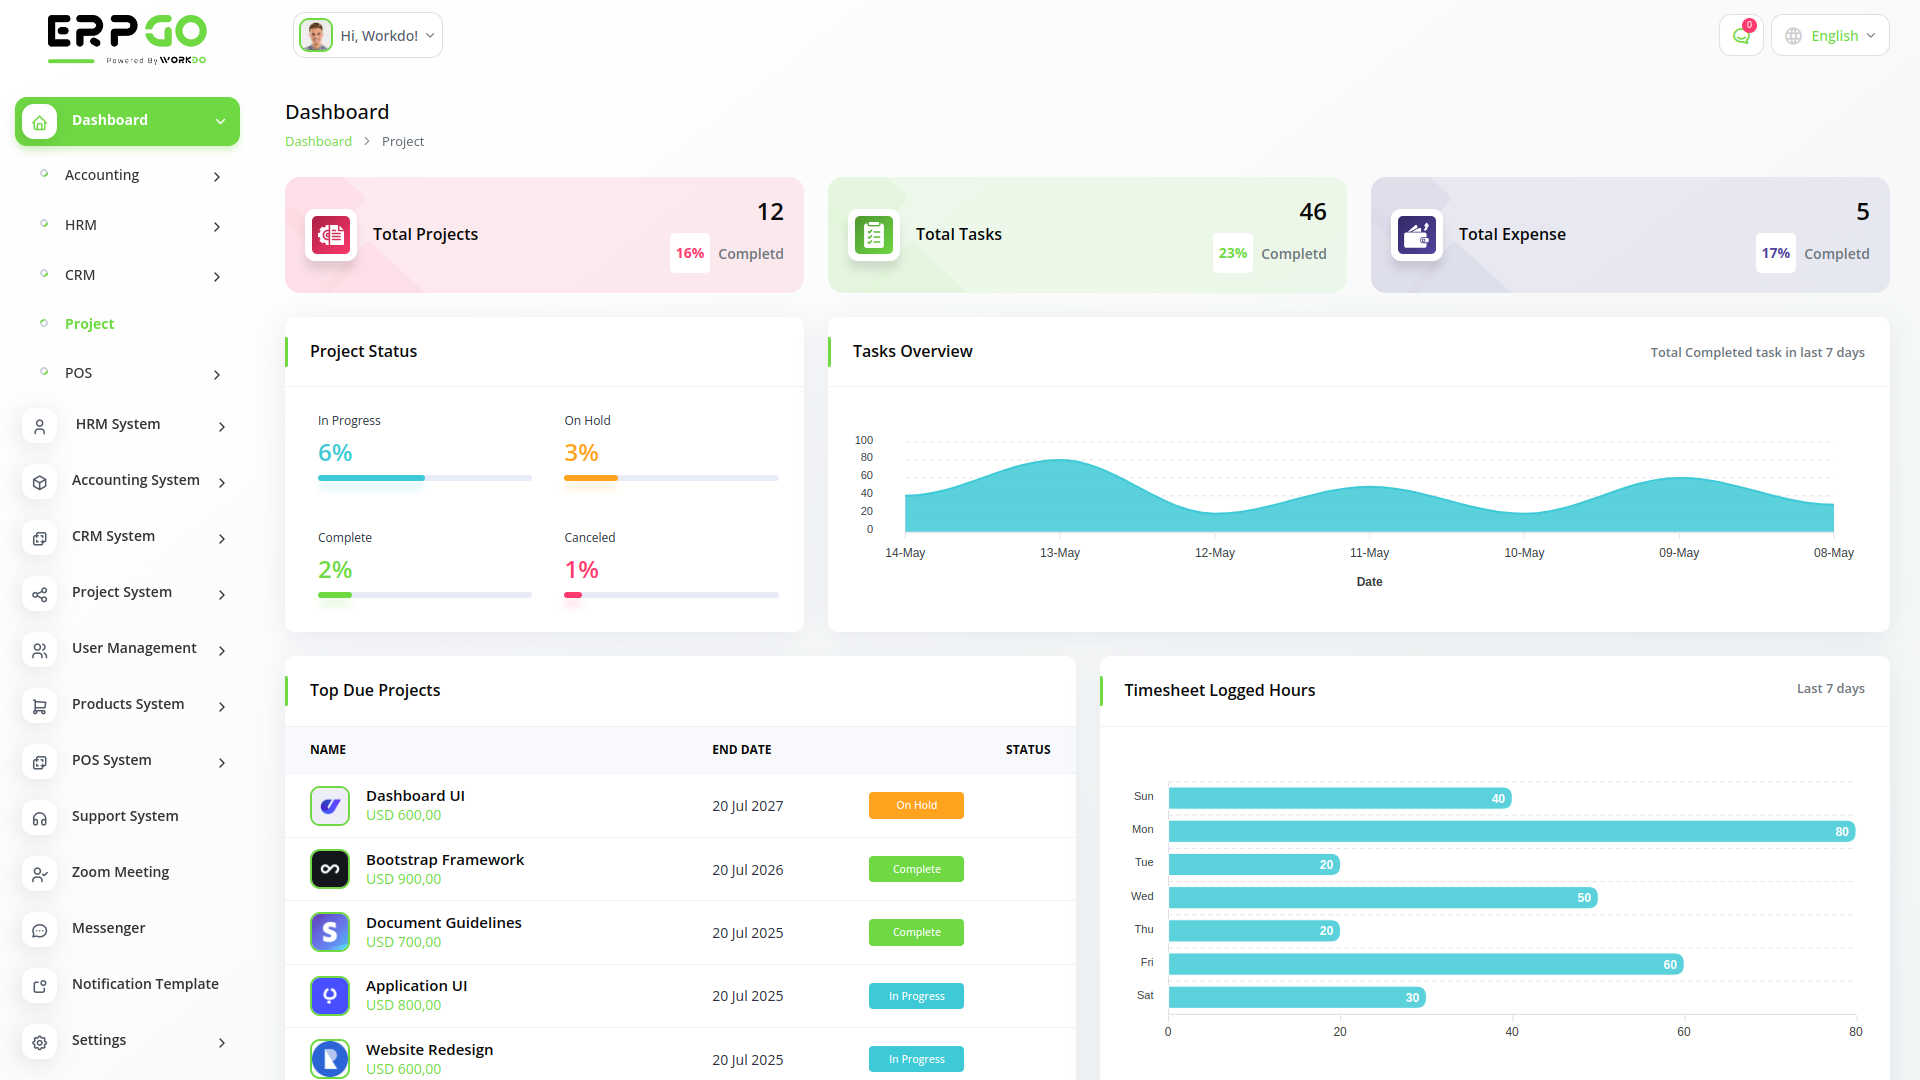 ERPGO
Powered By WORKDO
Hi, Workdo!
0
English
Dashboard
Accounting
HRM
CRM
Project
POS
HRM System
Accounting System
CRM System
Project System
User Management
Products System
POS System
Support System
Zoom Meeting
Messenger
Notification Template
Settings
Dashboard
Dashboard > Project
Total Projects
12
16% Completd
Total Tasks
46
23% Completd
Total Expense
5
17% Completd
Project Status
In Progress
6%
On Hold
3%
Complete
2%
Canceled
1%
Tasks Overview
Total Completed task in last 7 days
100
80
60
40
20
0
14-May 13-May 12-May 11-May 10-May 09-May 08-May
Date
Top Due Projects
NAME END DATE STATUS
Dashboard UI
USD 600,00
20 Jul 2027
On Hold
Bootstrap Framework
USD 900,00
20 Jul 2026
Complete
Document Guidelines
USD 700,00
20 Jul 2025
Complete
Application UI
USD 800,00
20 Jul 2025
In Progress
Website Redesign
USD 600,00
20 Jul 2025
In Progress
Timesheet Logged Hours
Last 7 days
Sun 40
Mon 80
Tue 20
Wed 50
Thu 20
Fri 60
Sat 30
0 20 40 60 80